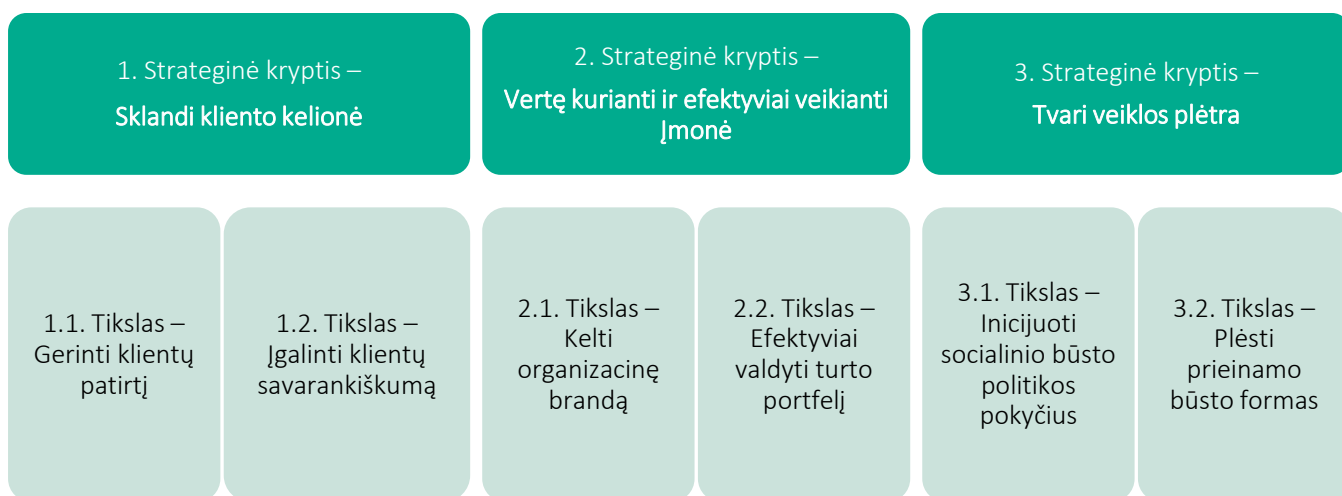 1. Strateginė kryptis –
Sklandi kliento kelionė
2. Strateginė kryptis –
Vertę kurianti ir efektyviai veikianti
Įmonė
3. Strateginė kryptis –
Tvari veiklos plėtra
1.1. Tikslas –
Gerinti klientų
patirtį
1.2. Tikslas –
Įgalinti klientų
savarankiškumą
2.1. Tikslas –
Kelti
organizacinę
brandą
2.2. Tikslas –
Efektyviai
valdyti turto
portfelį
3.1. Tikslas –
Inicijuoti
socialinio būsto
politikos
pokyčius
3.2. Tikslas –
Plėsti
prieinamo
būsto formas